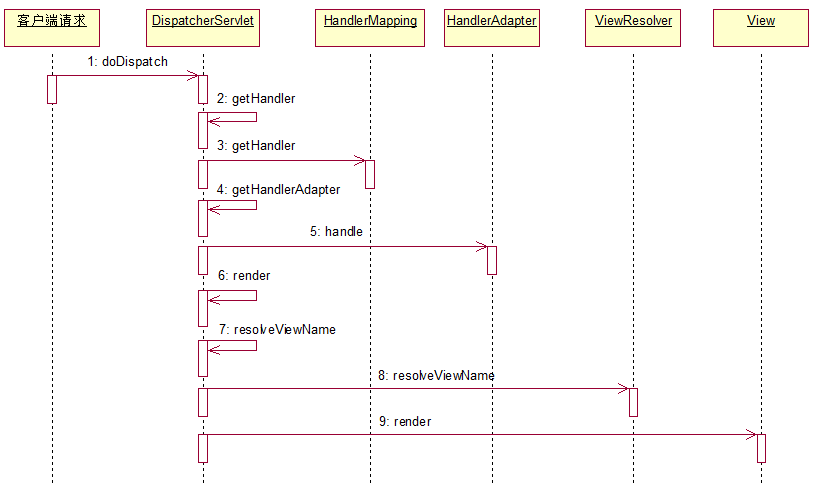 客户端请求
DispatcherServlet
HandlerMapping
HandlerAdapter
ViewResolver
View
1: doDispatch
2: getHandler
3: getHandler
4: getHandlerAdapter
5: handle
6: render
7: resolveViewName
8: resolveViewName
9: render